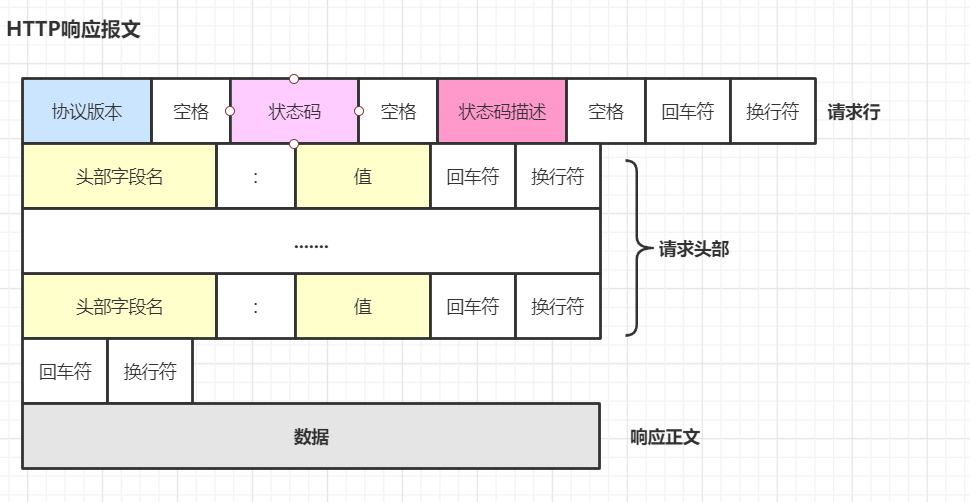 HTTP响应报文
协议版本 空格 状态码 空格 状态码描述 空格 回车符 换行符 请求行
头部字段名 : 值 回车符 换行符
....... 请求头部
头部字段名 : 值 回车符 换行符
回车符 换行符
数据 响应正文